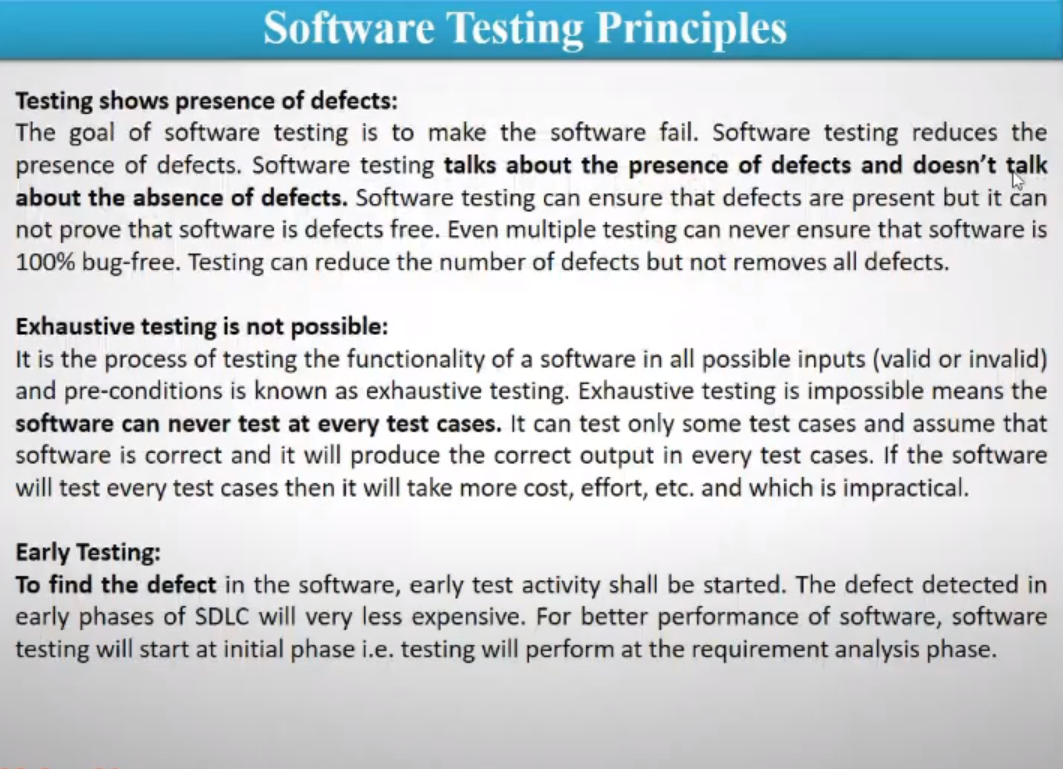 Software Testing Principles
Testing shows presence of defects:
The goal of software testing is to make the software fail. Software testing reduces the
presence of defects. Software testing talks about the presence of defects and doesn't talk
about the absence of defects. Software testing can ensure that defects are present but it can
not prove that software is defects free. Even multiple testing can never ensure that software is
100% bug-free. Testing can reduce the number of defects but not removes all defects.
Exhaustive testing is not possible:
It is the process of testing the functionality of a software in all possible inputs (valid or invalid)
and pre-conditions is known as exhaustive testing. Exhaustive testing is impossible means the
software can never test at every test cases. It can test only some test cases and assume that
software is correct and it will produce the correct output in every test cases. If the software
will test every test cases then it will take more cost, effort, etc. and which is impractical.
Early Testing:
To find the defect in the software, early test activity shall be started. The defect detected in
early phases of SDLC will very less expensive. For better performance of software, software
testing will start at initial phase i.e. testing will perform at the requirement analysis phase.